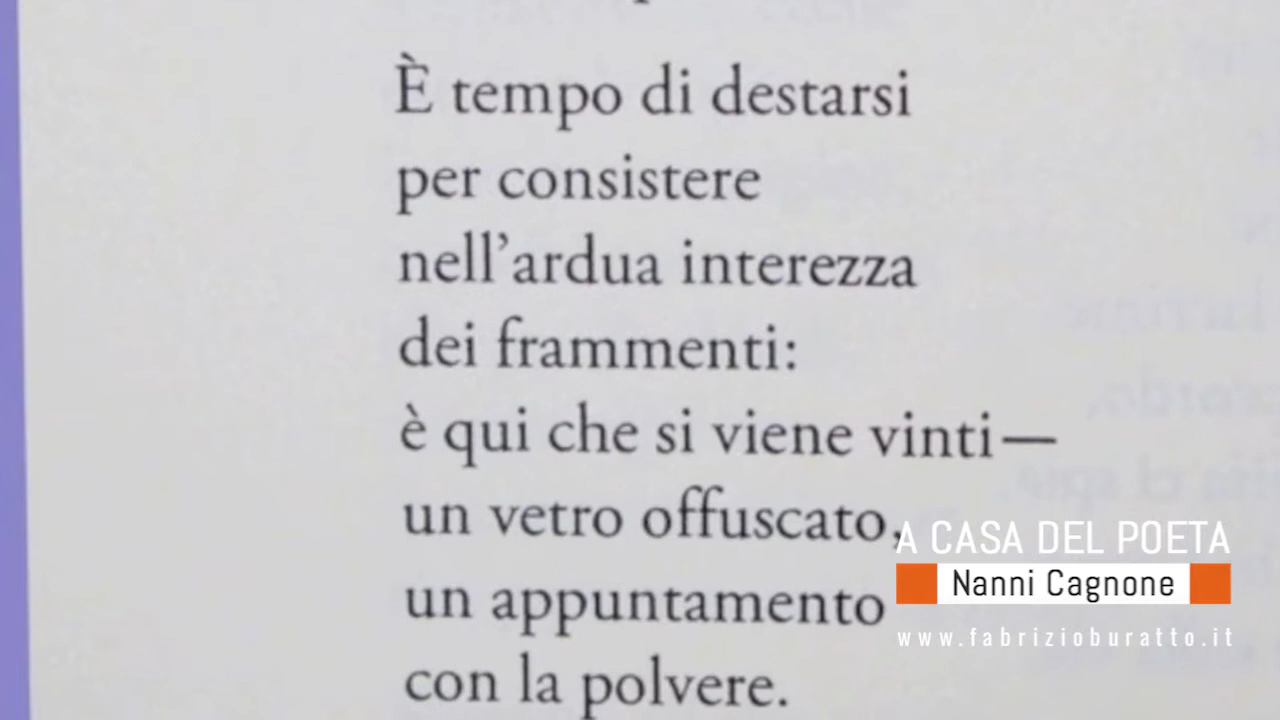 È tempo di destarsi
per consistere
nell’ardua interezza
dei frammenti:
è qui che si viene vinti—
un vetro offuscato,
un appuntamento
con la polvere.
A CASA DEL POETA
Nanni Cagnone
www.fabrizioburatto.it